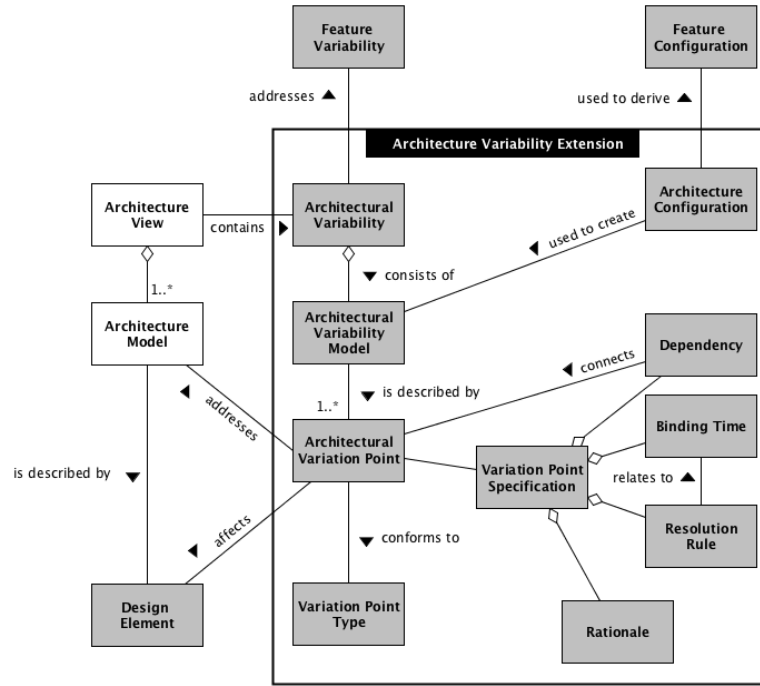 Feature
Variability
Feature
Configuration
addresses
used to derive
Architecture Variability Extension
Architecture
View
contains
Architectural
Variability
Architecture
Configuration
used to create
consists of
1..*
Architecture
Model
Architectural
Variability
Model
Dependency
connects
is described by
1..*
addresses
Architectural
Variation Point
Variation Point
Specification
Binding Time
relates to
is described by
Resolution
Rule
affects
conforms to
Design
Element
Variation Point
Type
Rationale